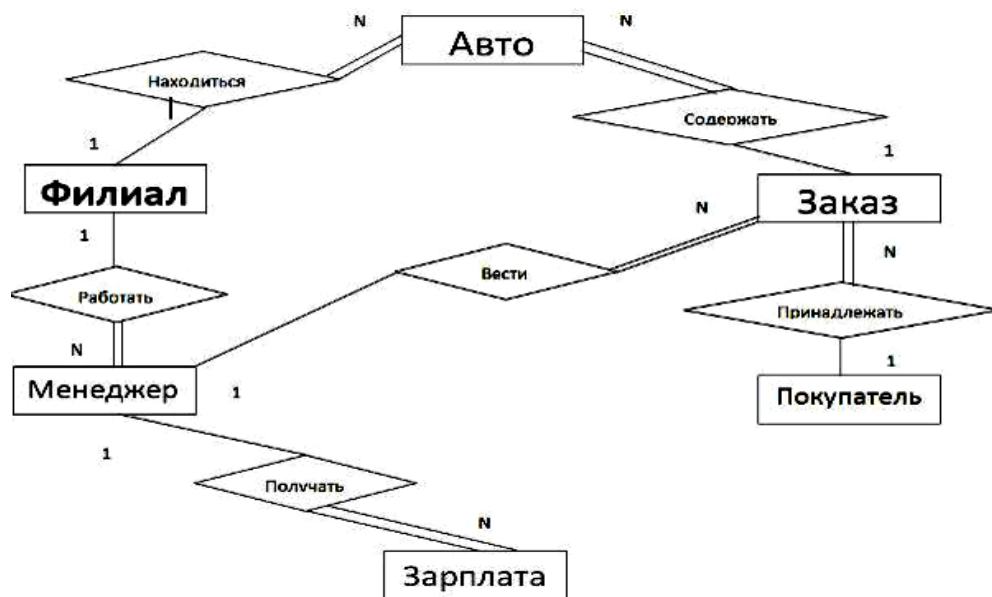 N
Авто
N
Находиться
Содержать
1
1
Филиал
Заказ
N
1
Вести
N
Работать
Принадлежать
N
1
Менеджер
1
Покупатель
1
Получать
N
Зарплата